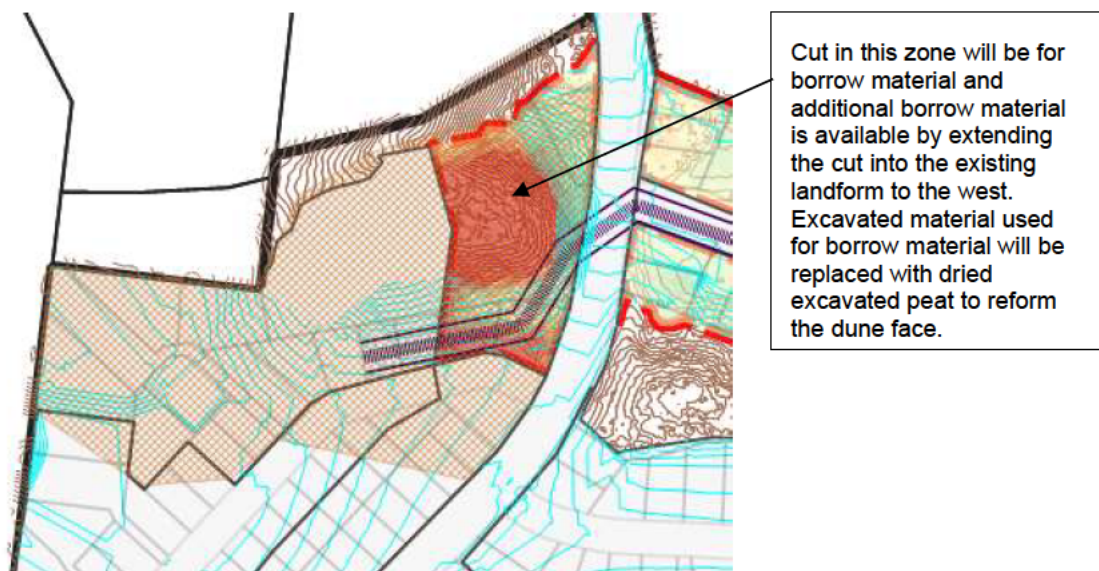 Cut in this zone will be for
borrow material and
additional borrow material
is available by extending
the cut into the existing
landform to the west.
Excavated material used
for borrow material will be
replaced with dried
excavated peat to reform
the dune face.